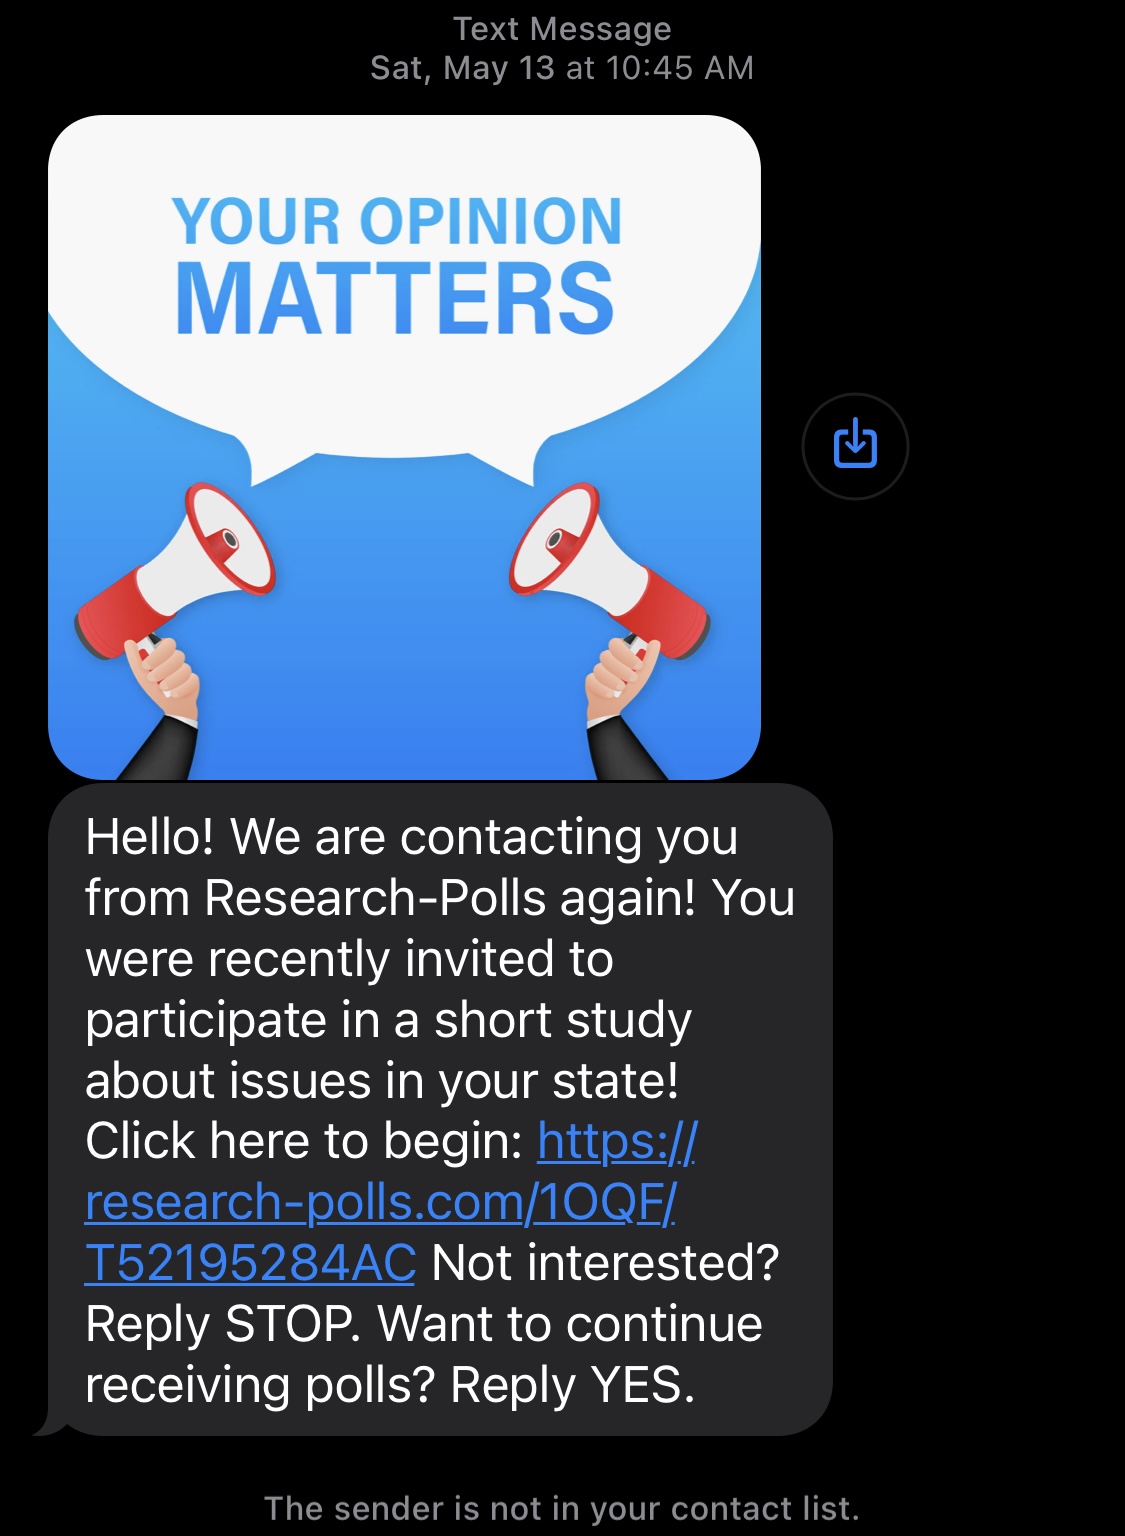 Text Message
Sat, May 13 at 10:45 AM
YOUR OPINION
MATTERS
Hello! We are contacting you
from Research-Polls again! You
were recently invited to
participate in a short study
about issues in your state!
Click here to begin: https://
research-polls.com/1OQF/
T52195284AC Not interested?
Reply STOP. Want to continue
receiving polls? Reply YES.
The sender is not in your contact list.